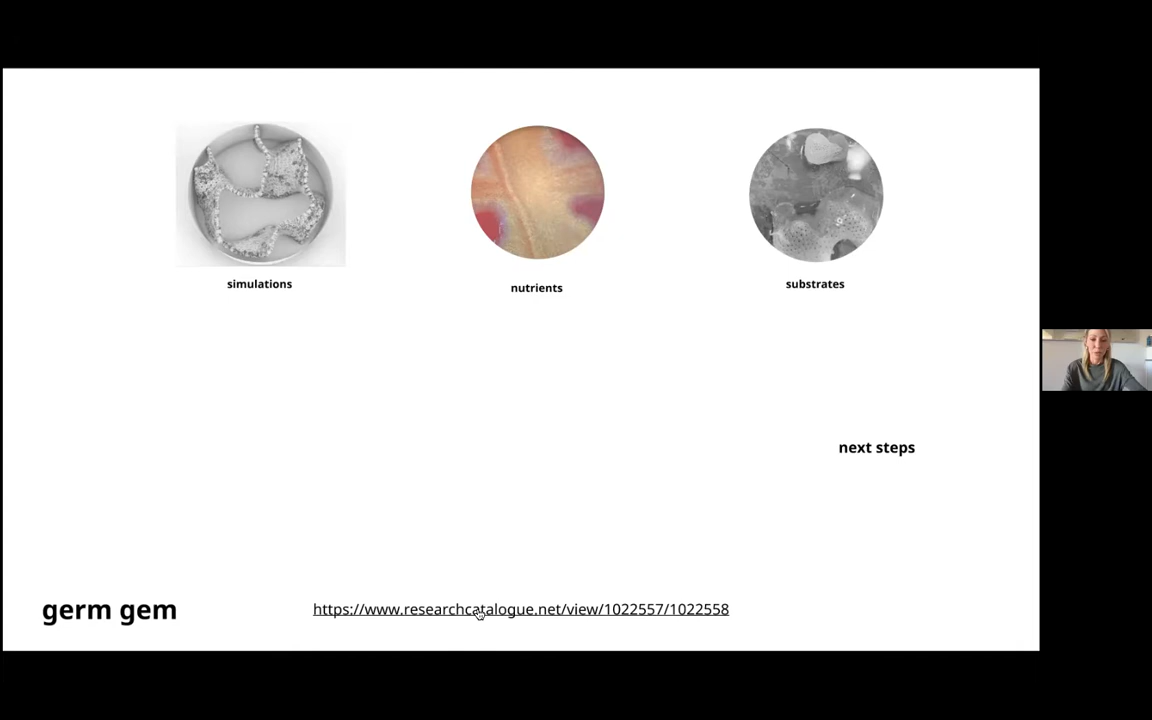 simulations
nutrients
substrates
next steps
germ gem
https://www.researchcatalogue.net/view/1022557/1022558